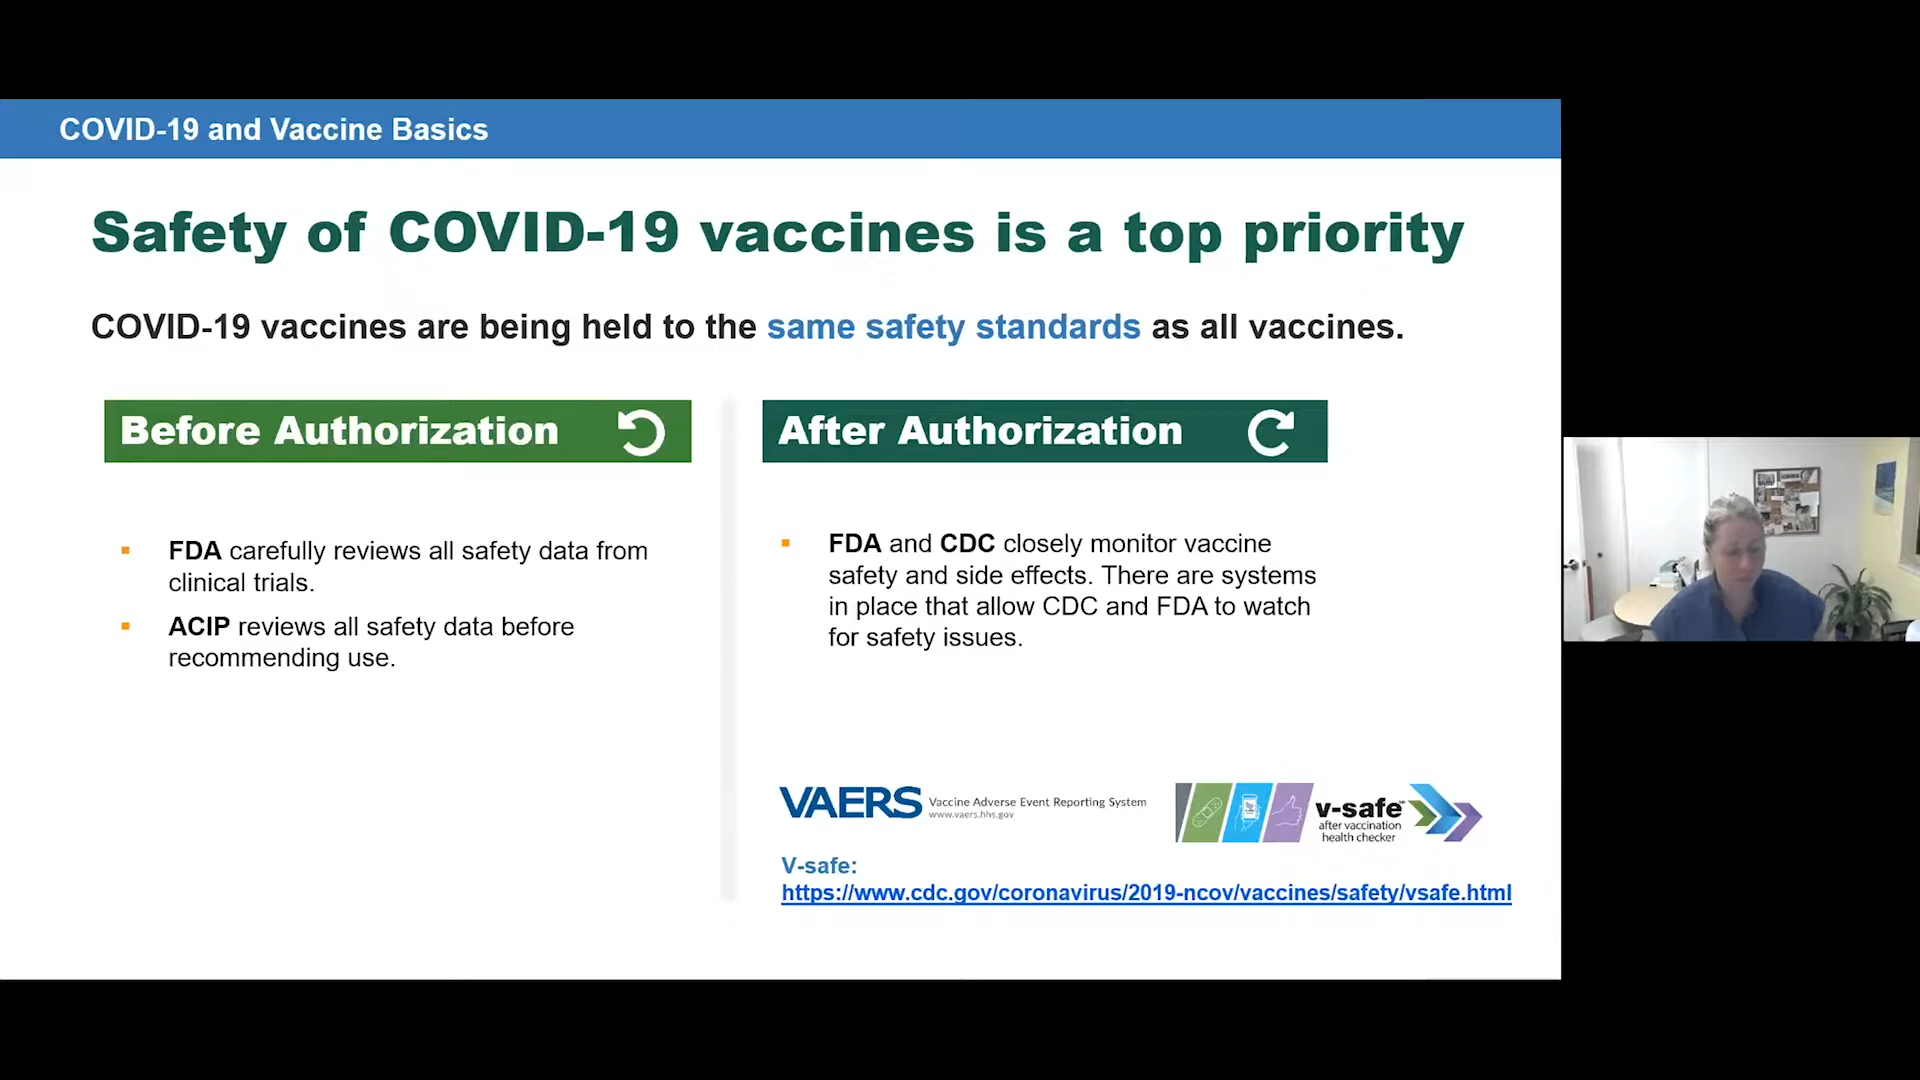 COVID-19 and Vaccine Basics
Safety of COVID-19 vaccines is a top priority
COVID-19 vaccines are being held to the same safety standards as all vaccines.
Before Authorization
▪ FDA carefully reviews all safety data from
clinical trials.
▪ ACIP reviews all safety data before
recommending use.
After Authorization
▪ FDA and CDC closely monitor vaccine
safety and side effects. There are systems
in place that allow CDC and FDA to watch
for safety issues.
VAERS Vaccine Adverse Event Reporting System
www.vaers.hhs.gov
v-safe℠
after vaccination
health checker
V-safe:
https://www.cdc.gov/coronavirus/2019-ncov/vaccines/safety/vsafe.html